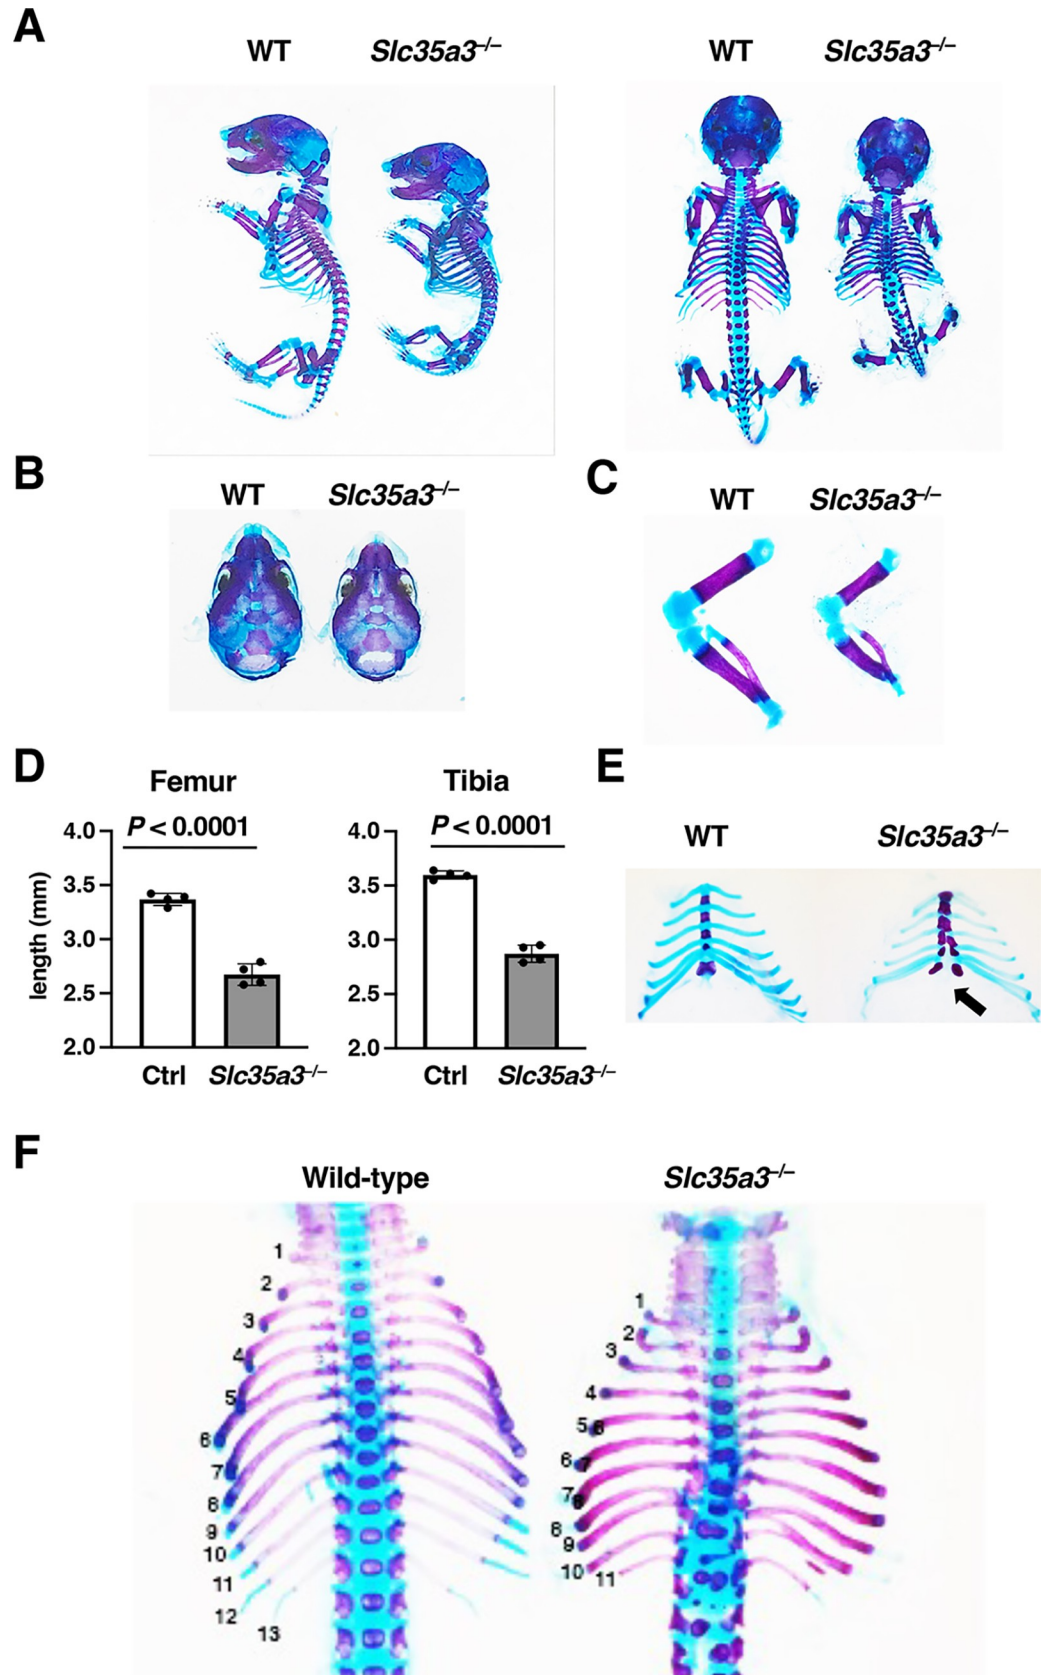 A
WT Slc35a3–/–
WT Slc35a3–/–
B
WT Slc35a3–/–
C
WT Slc35a3–/–
D
Femur
P < 0.0001
4.0
3.5
3.0
2.5
2.0
length (mm)
Ctrl Slc35a3–/–
Tibia
P < 0.0001
4.0
3.5
3.0
2.5
2.0
Ctrl Slc35a3–/–
E
WT Slc35a3–/–
F
Wild-type Slc35a3–/–
1
2
3
4
5
6
7
8
9
10
11
12
13
1
2
3
4
5
6
7
8
9
10 11